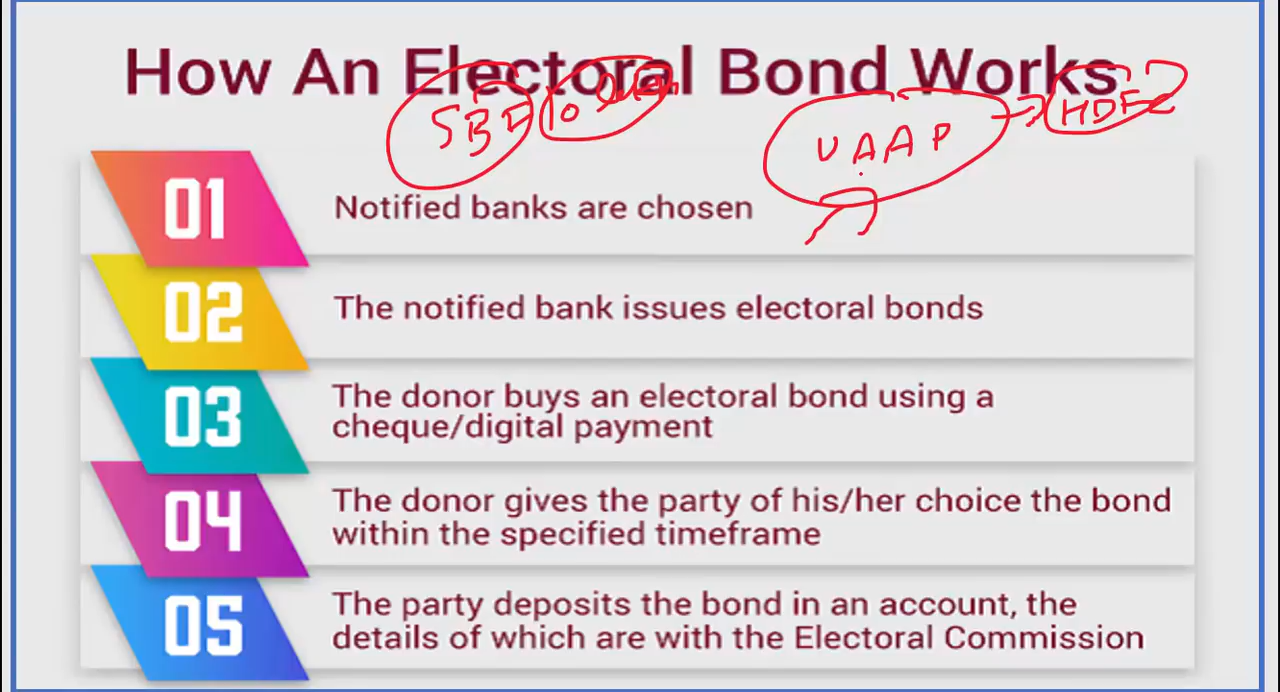 How An Electoral Bond Works
SBI 10
UAAP
HDFC
01
Notified banks are chosen
02
The notified bank issues electoral bonds
03
The donor buys an electoral bond using a
cheque/digital payment
04
The donor gives the party of his/her choice the bond
within the specified timeframe
05
The party deposits the bond in an account, the
details of which are with the Electoral Commission